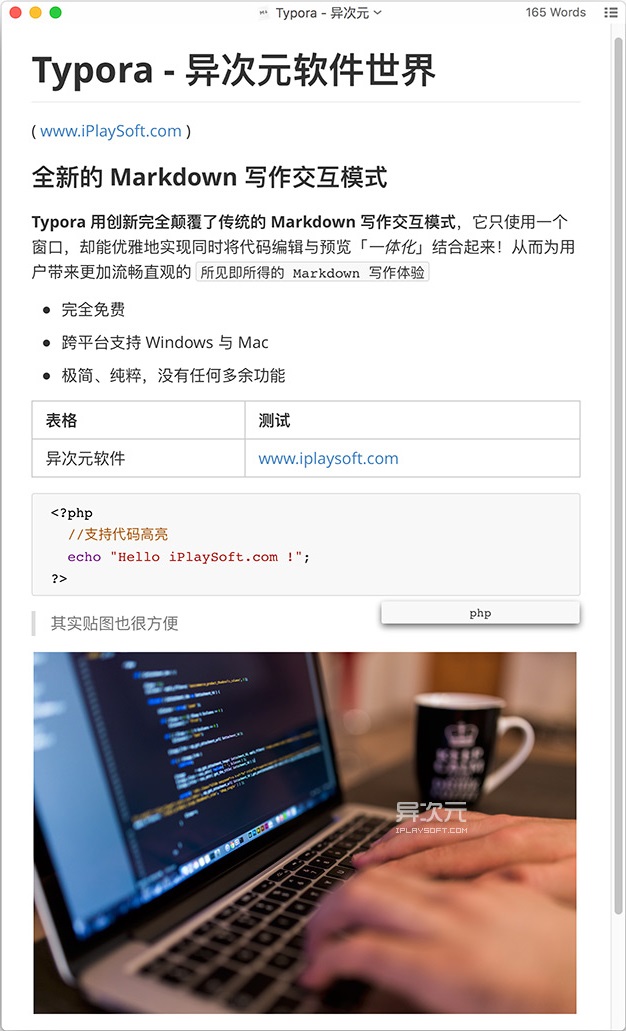 Typora - 异次元
165 Words
Typora - 异次元软件世界
( www.iPlaySoft.com )
全新的 Markdown 写作交互模式
Typora 用创新完全颠覆了传统的 Markdown 写作交互模式，它只使用一个
窗口，却能优雅地实现同时将代码编辑与预览「一体化」结合起来！从而为用
户带来更加流畅直观的 所见即所得的 Markdown 写作体验
完全免费
跨平台支持 Windows 与 Mac
极简、纯粹，没有任何多余功能
表格 测试
异次元软件 www.iplaysoft.com
<?php
//支持代码高亮
echo "Hello iPlaySoft.com !";
?>
php
其实贴图也很方便
KEEP
CALM
异次元
IPLAYSOFT.COM